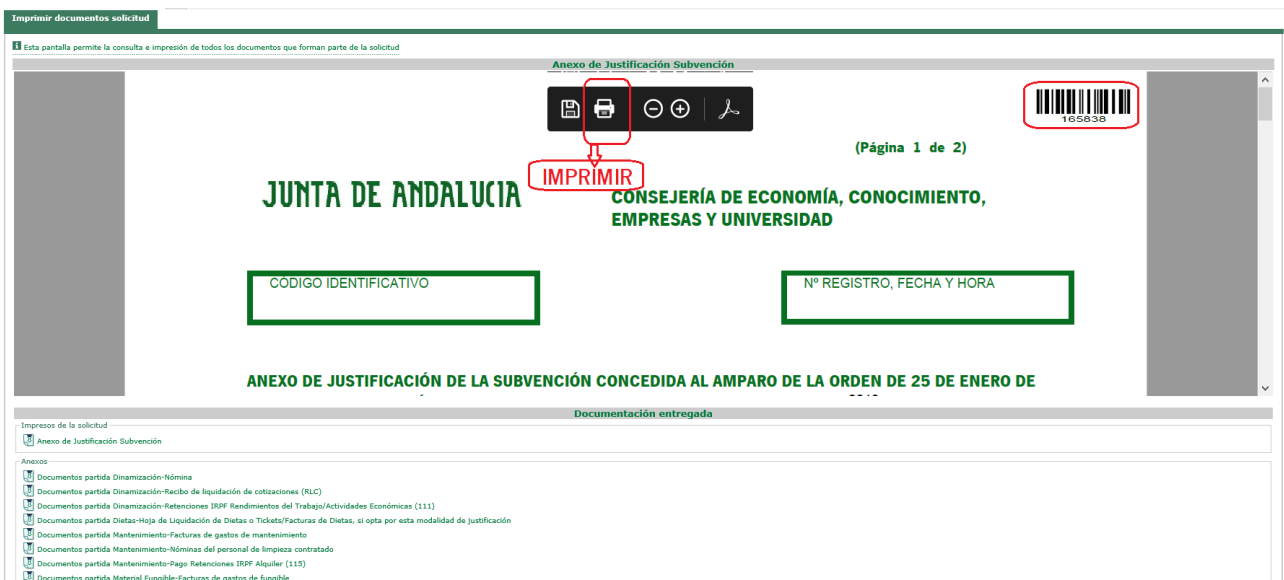 Imprimir documentos solicitud
Esta pantalla permite la consulta e impresión de todos los documentos que forman parte de la solicitud
Anexo de Justificación Subvención
165838
(Página 1 de 2)
IMPRIMIR
JUNTA DE ANDALUCIA
CONSEJERÍA DE ECONOMÍA, CONOCIMIENTO,
EMPRESAS Y UNIVERSIDAD
CÓDIGO IDENTIFICATIVO
Nº REGISTRO, FECHA Y HORA
ANEXO DE JUSTIFICACIÓN DE LA SUBVENCIÓN CONCEDIDA AL AMPARO DE LA ORDEN DE 25 DE ENERO DE
Documentación entregada
Impresos de la solicitud
Anexo de Justificación Subvención
Anexos
Documentos partida Dinamización-Nómina
Documentos partida Dinamización-Recibo de liquidación de cotizaciones (RLC)
Documentos partida Dinamización-Retenciones IRPF Rendimientos del Trabajo/Actividades Económicas (111)
Documentos partida Dietas-Hoja de Liquidación de Dietas o Tickets/Facturas de Dietas, si opta por esta modalidad de justificación
Documentos partida Mantenimiento-Facturas de gastos de mantenimiento
Documentos partida Mantenimiento-Nóminas del personal de limpieza contratado
Documentos partida Mantenimiento-Pago Retenciones IRPF Alquiler (115)
Documentos partida Material Fungible-Facturas de gastos de fungible